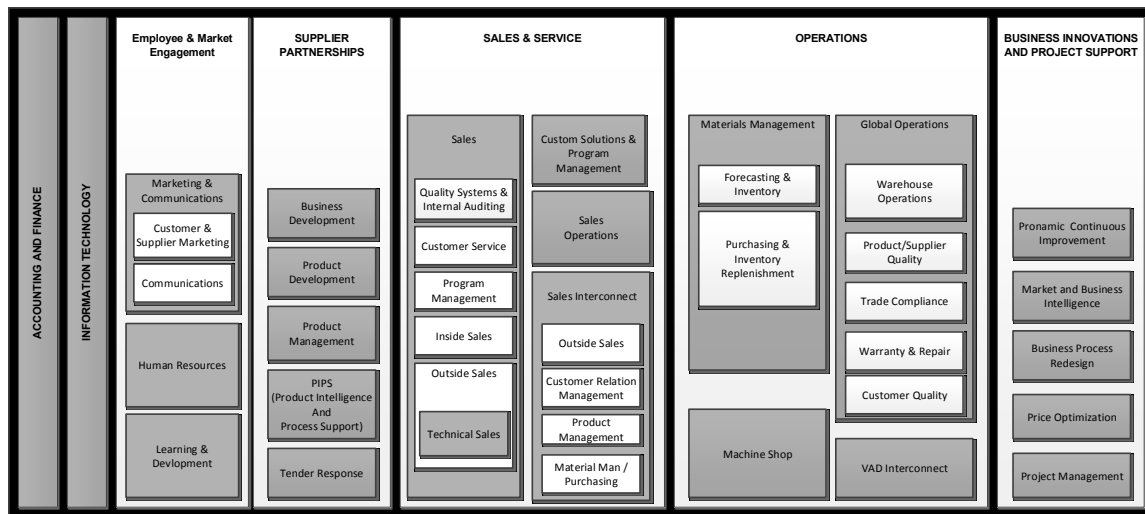 ACCOUNTING AND FINANCE
INFORMATION TECHNOLOGY
Employee & Market
Engagement
Marketing &
Communications
Customer &
Supplier Marketing
Communications
Human Resources
Learning &
Devlopment
SUPPLIER
PARTNERSHIPS
Business
Development
Product
Development
Product
Management
PIPS
(Product Intelligence
And
Process Support)
Tender Response
SALES & SERVICE
Sales
Quality Systems &
Internal Auditing
Customer Service
Program
Management
Inside Sales
Outside Sales
Technical Sales
Custom Solutions &
Program
Management
Sales
Operations
Sales Interconnect
Outside Sales
Customer Relation
Management
Product
Management
Material Man /
Purchasing
OPERATIONS
Materials Management
Forecasting &
Inventory
Purchasing &
Inventory
Replenishment
Machine Shop
Global Operations
Warehouse
Operations
Product/Supplier
Quality
Trade Compliance
Warranty & Repair
Customer Quality
VAD Interconnect
BUSINESS INNOVATIONS
AND PROJECT SUPPORT
Pronamic Continuous
Improvement
Market and Business
Intelligence
Business Process
Redesign
Price Optimization
Project Management